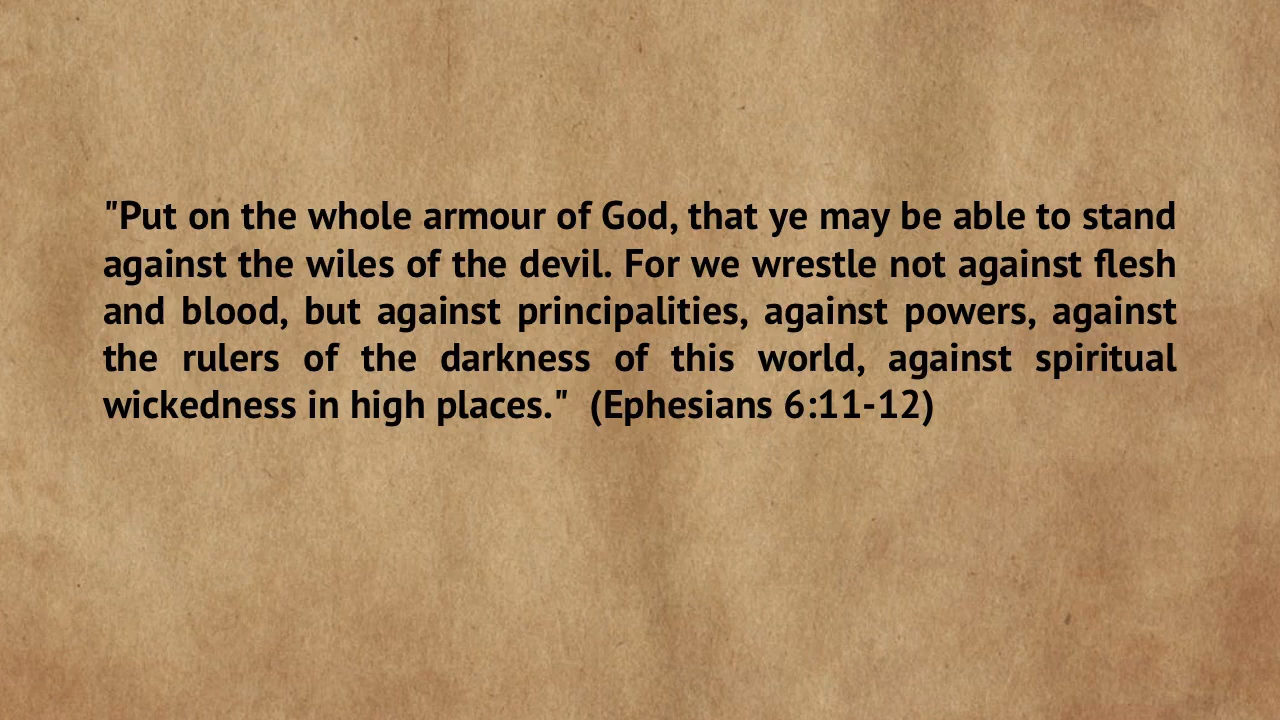 "Put on the whole armour of God, that ye may be able to stand
against the wiles of the devil. For we wrestle not against flesh
and blood, but against principalities, against powers, against
the rulers of the darkness of this world, against spiritual
wickedness in high places."  (Ephesians 6:11-12)